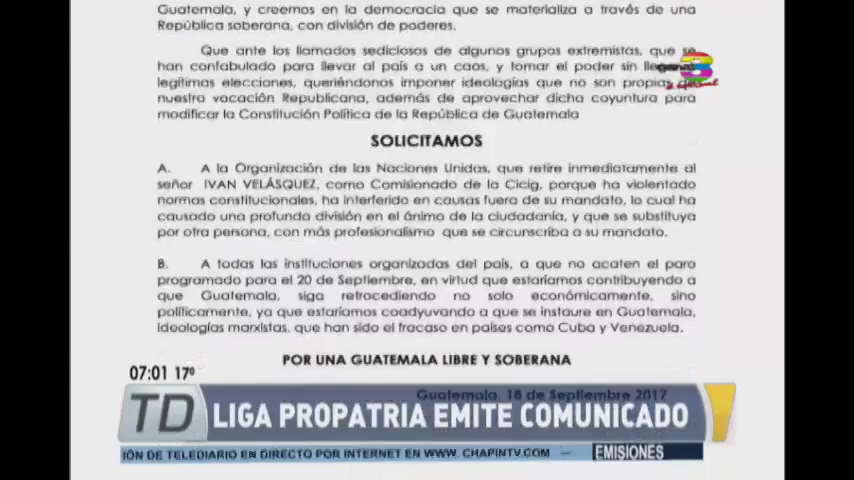 Guatemala, y creemos en la democracia que se materializa a través de una
República soberana, con división de poderes.
Que ante los llamados sediciosos de algunos grupos extremistas, que se
han confabulado para llevar al país a un caos, y tomar el poder sin
legítimas elecciones, queriéndonos imponer ideologías que no son propias
nuestra vocación Republicana, además de aprovechar dicha coyuntura para
modificar la Constitución Política de la República de Guatemala
3
SOLICITAMOS
A. A la Organización de las Naciones Unidas, que retire inmediatamente al
señor IVAN VELÁSQUEZ, como Comisionado de la Cicig, porque ha violentado
normas constitucionales, ha interferido en causas fuera de su mandato, lo cual ha
causado una profunda división en el ánimo de la ciudadanía, y que se substituya
por otra persona, con más profesionalismo que se circunscriba a su mandato.
B. A todas las instituciones organizadas del país, a que no acaten el paro
programado para el 20 de Septiembre, en virtud que estaríamos contribuyendo a
que Guatemala, siga retrocediendo no solo económicamente, sino
políticamente, ya que estaríamos coadyuvando a que se instaure en Guatemala,
ideologías marxistas, que han sido el fracaso en países como Cuba y Venezuela.
POR UNA GUATEMALA LIBRE Y SOBERANA
07:01 17º
Guatemala, 16 de Septiembre 2017
TD LIGA PROPATRIA EMITE COMUNICADO
IÓN DE TELEDIARIO EN DIRECTO POR INTERNET EN WWW. CHAPINTV.COM — EMISIONES